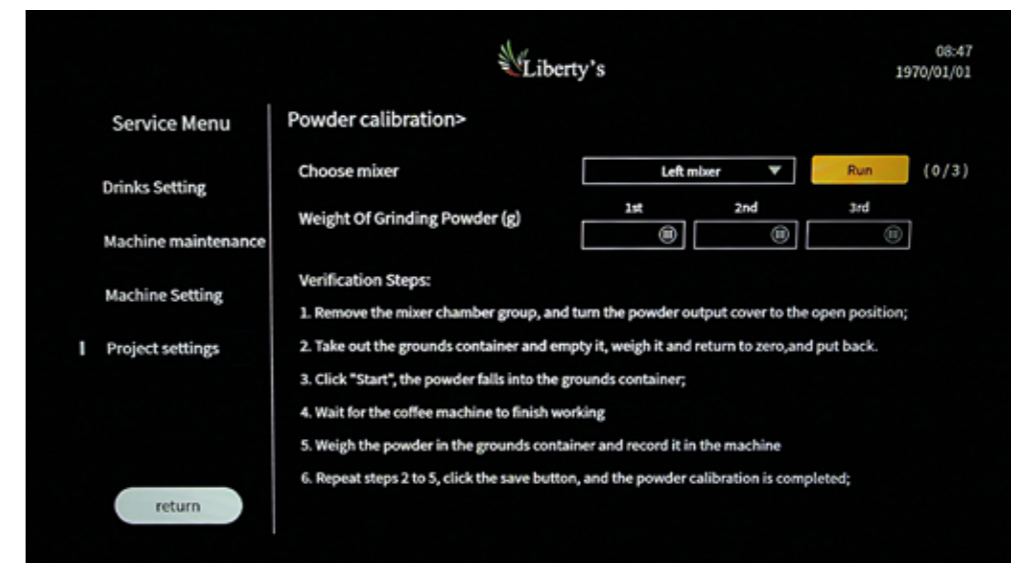 Liberty's
08:47
1970/01/01
Service Menu
Drinks Setting
Machine maintenance
Machine Setting
Project settings
return
Powder calibration>
Choose mixer
Left mixer
Run
(0/3)
Weight Of Grinding Powder (g)
1st
2nd
3rd
Verification Steps:
1. Remove the mixer chamber group, and turn the powder output cover to the open position;
2. Take out the grounds container and empty it, weigh it and return to zero,and put back.
3. Click "Start", the powder falls into the grounds container;
4. Wait for the coffee machine to finish working
5. Weigh the powder in the grounds container and record it in the machine
6. Repeat steps 2 to 5, click the save button, and the powder calibration is completed;